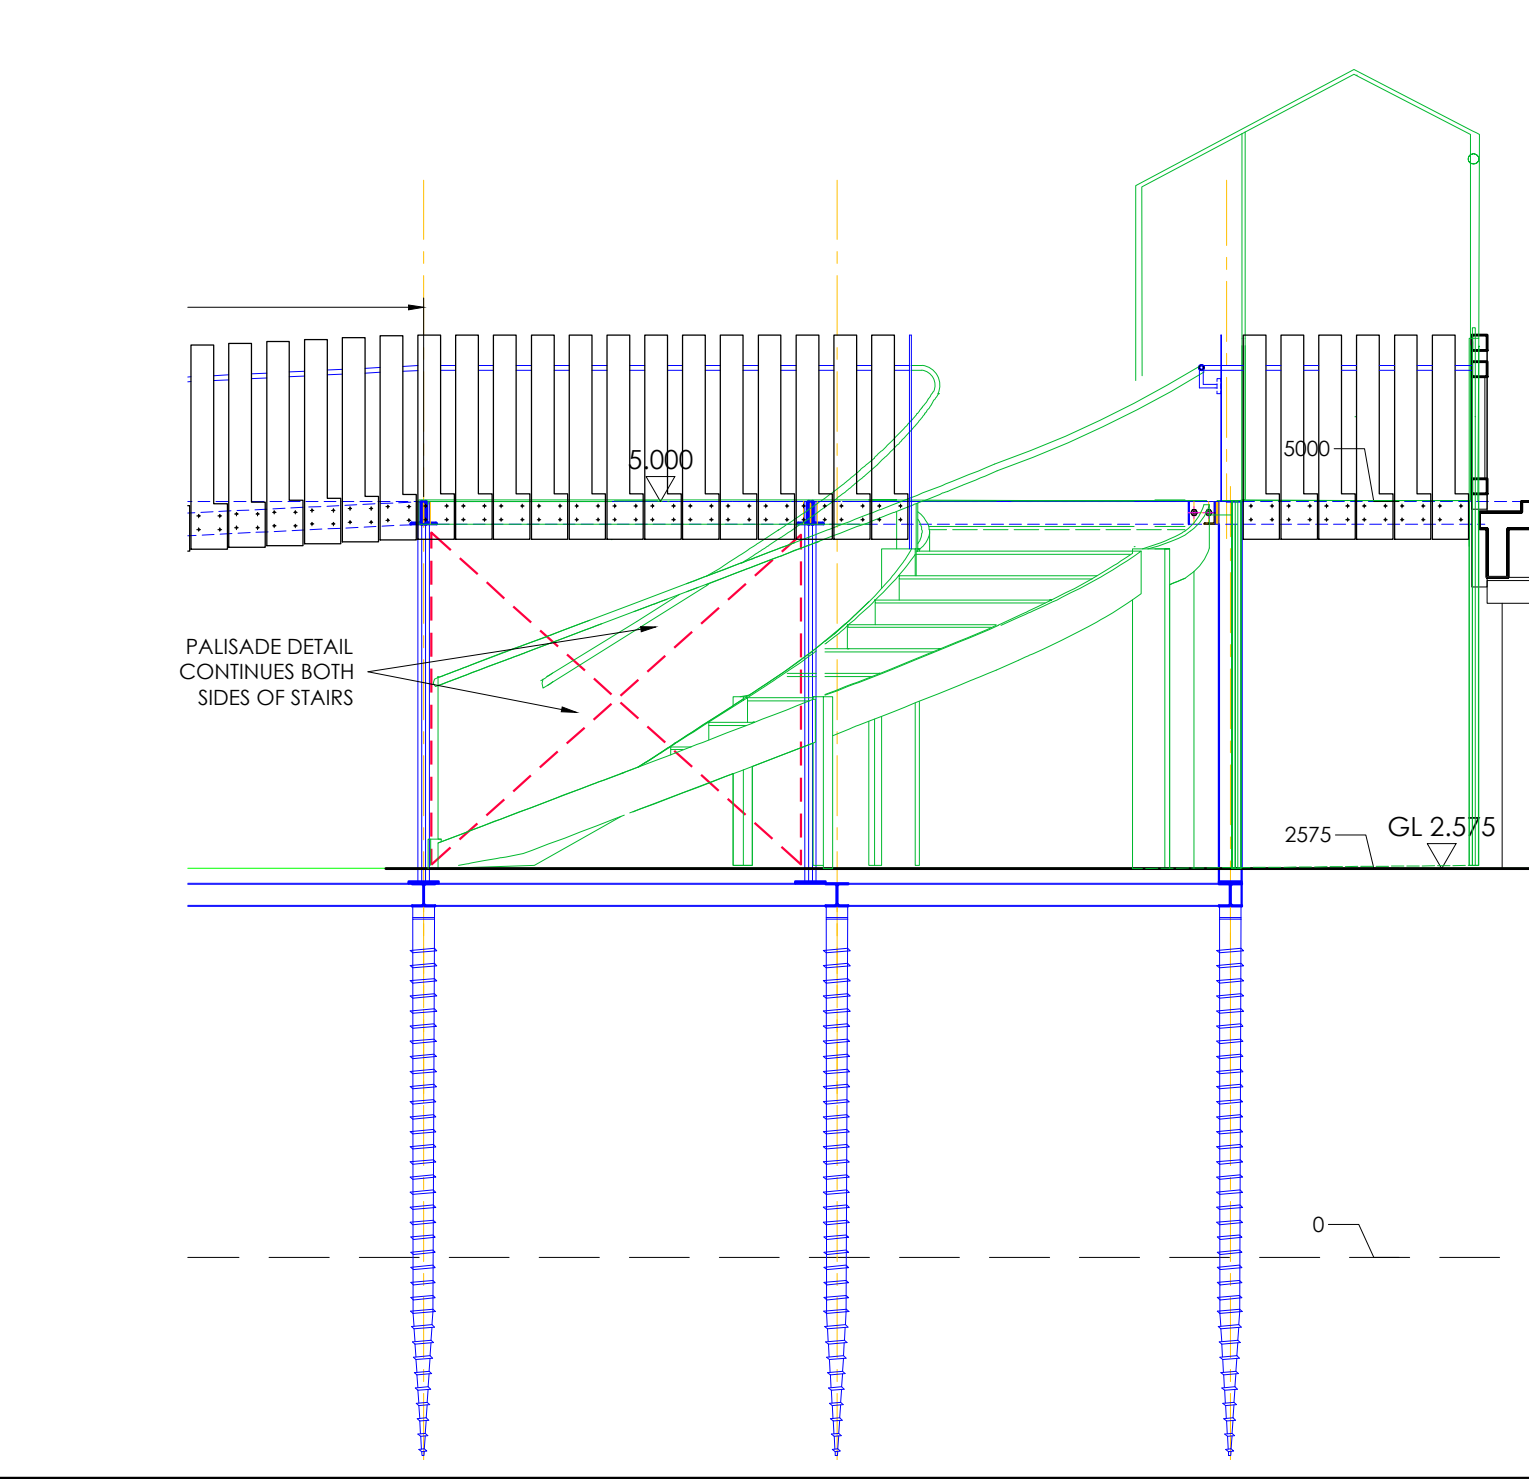 5.000
5000
PALISADE DETAIL
CONTINUES BOTH
SIDES OF STAIRS
2575
GL 2.575
0